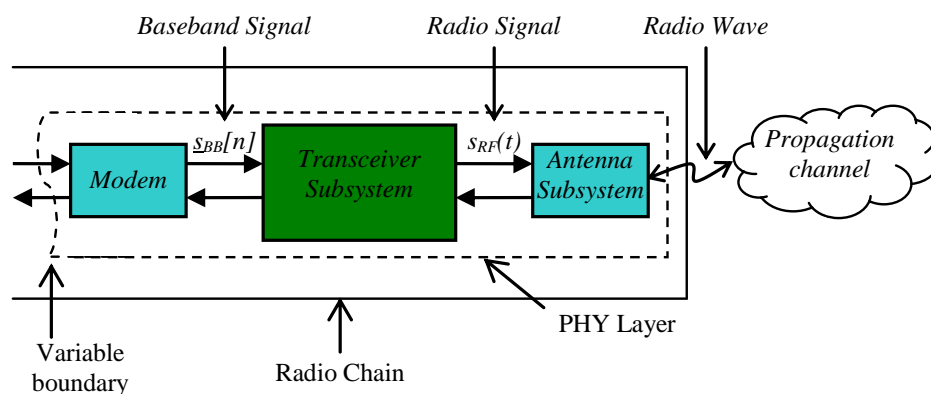 Baseband Signal
Radio Signal
Radio Wave
s_BB[n]
s_RF(t)
Modem
Transceiver
Subsystem
Antenna
Subsystem
Propagation
channel
PHY Layer
Variable
boundary
Radio Chain